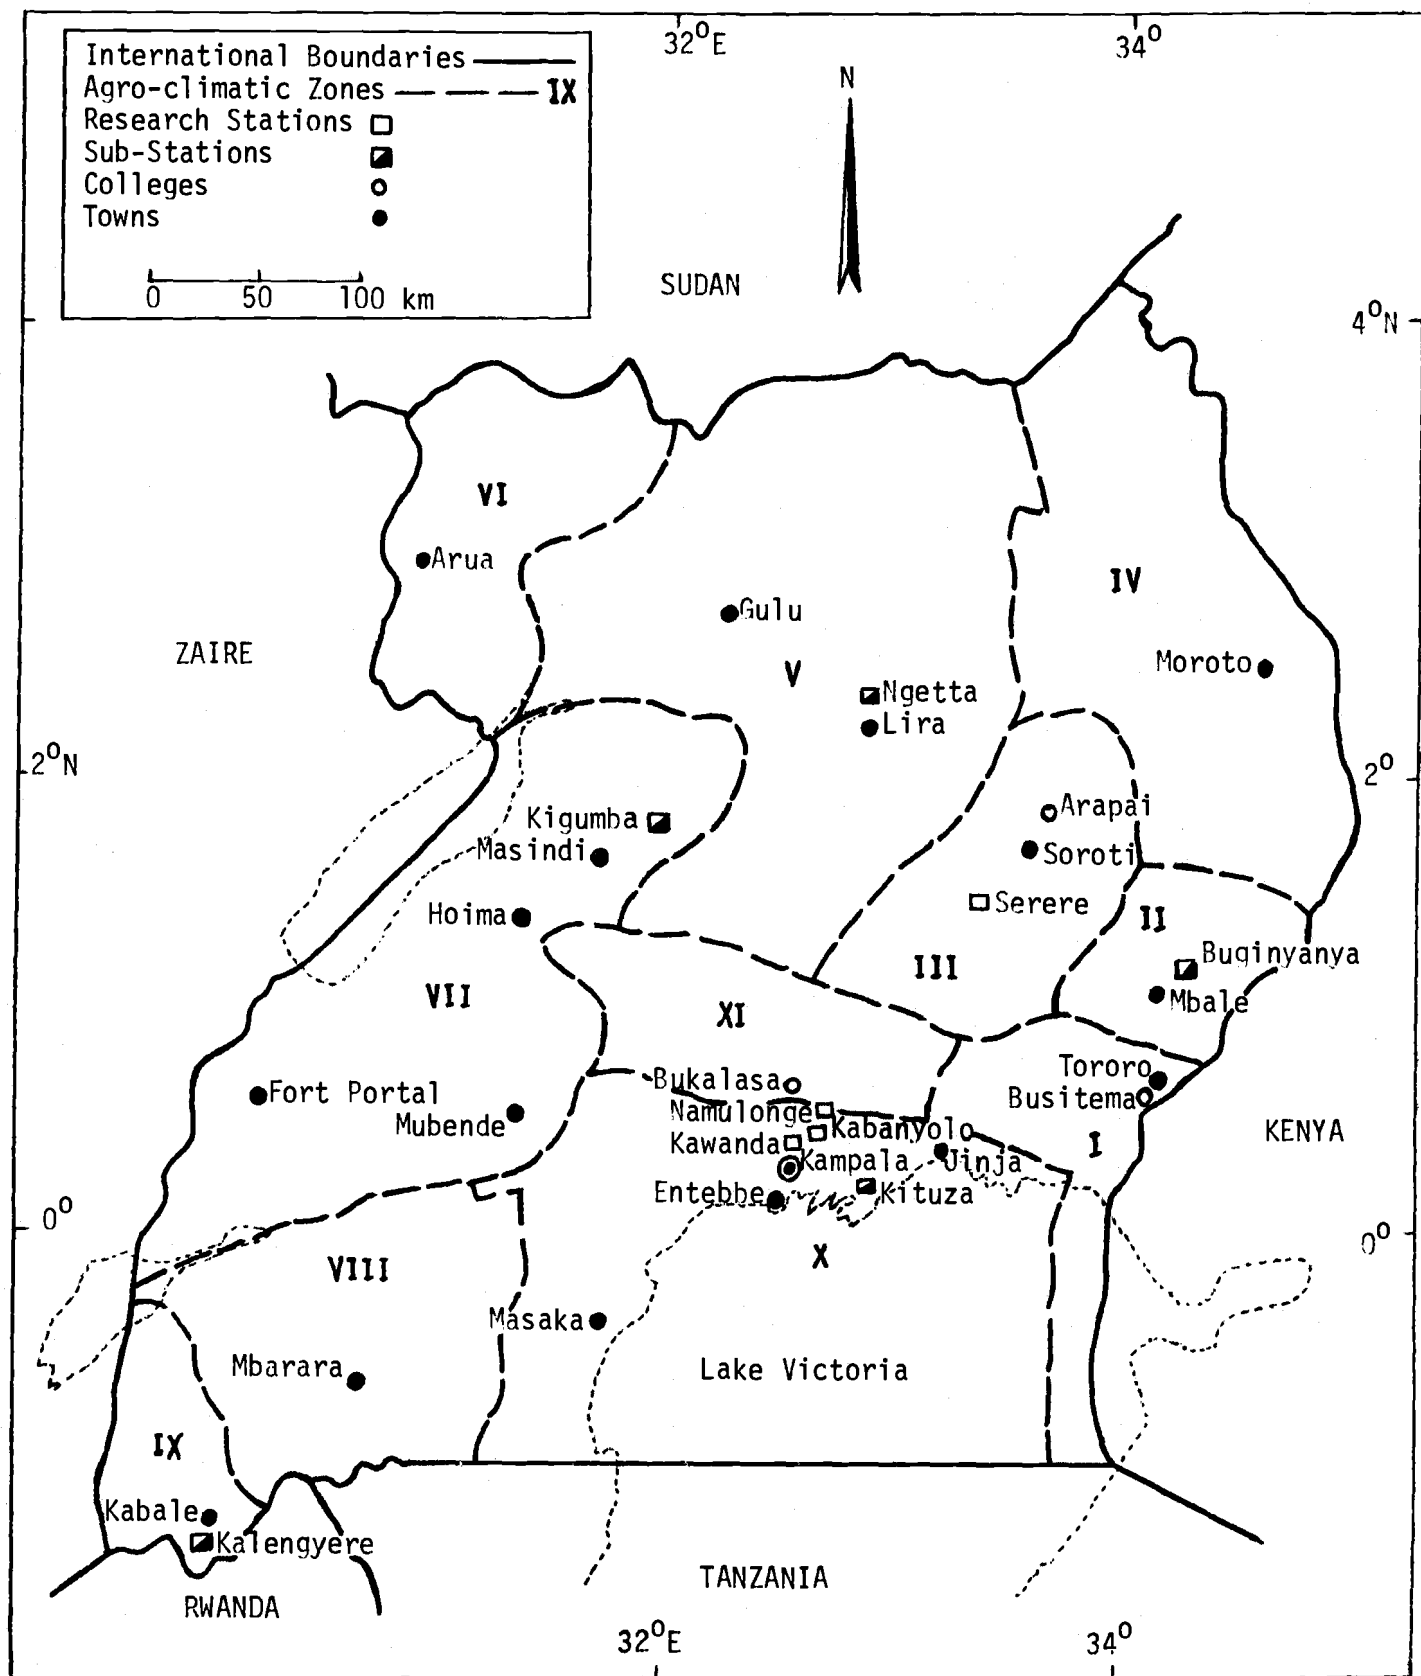 32°E
34°
International Boundaries
Agro-climatic Zones IX
Research Stations
Sub-Stations
Colleges
Towns
0 50 100 km
N
SUDAN
4°N
VI
Arua
IV
Gulu
ZAIRE
V
Moroto
Ngetta
Lira
2°N
2°
Kigumba
Arapai
Masindi
Soroti
Hoima
Serere
II
Buginyanya
III
VII
Mbale
XI
Tororo
Bukalasa
Fort Portal
Busitema
Namulonge
Mubende
Kabanyolo
KENYA
Kawanda
I
Kampala
Jinja
Entebbe
Kituza
0°
0°
X
VIII
Masaka
Mbarara
Lake Victoria
IX
Kabale
Kalengyere
TANZANIA
RWANDA
32°E
34°